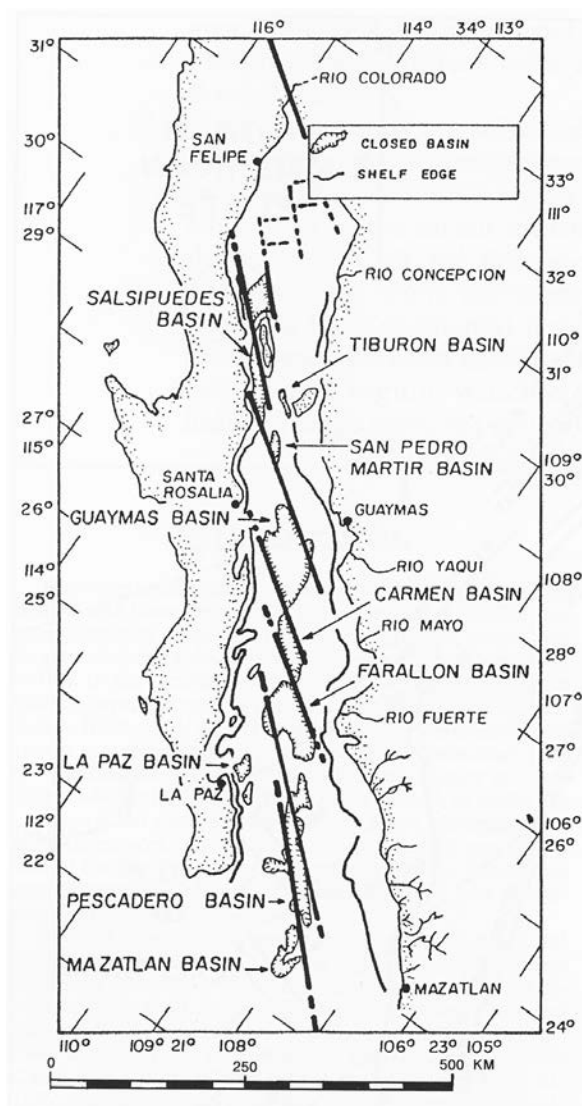 116°
114° 34° 113°
31°
RIO COLORADO
SAN
FELIPE
CLOSED BASIN
SHELF EDGE
30°
33°
117°
111°
29°
RIO CONCEPCION
32°
SALSIPUEDES
BASIN
110°
TIBURON BASIN
31°
27°
115°
SAN PEDRO
MARTIR BASIN
109°
30°
SANTA
ROSALIA
26°
GUAYMAS
GUAYMAS BASIN
RIO YAQUI
114°
108°
25°
CARMEN BASIN
RIO MAYO
28°
FARALLON BASIN
107°
RIO FUERTE
27°
LA PAZ BASIN
23°
LA PAZ
112°
106°
26°
22°
PESCADERO BASIN
MAZATLAN BASIN
MAZATLAN
24°
110° 109° 21° 108°
106° 23° 105°
0 250 500 KM